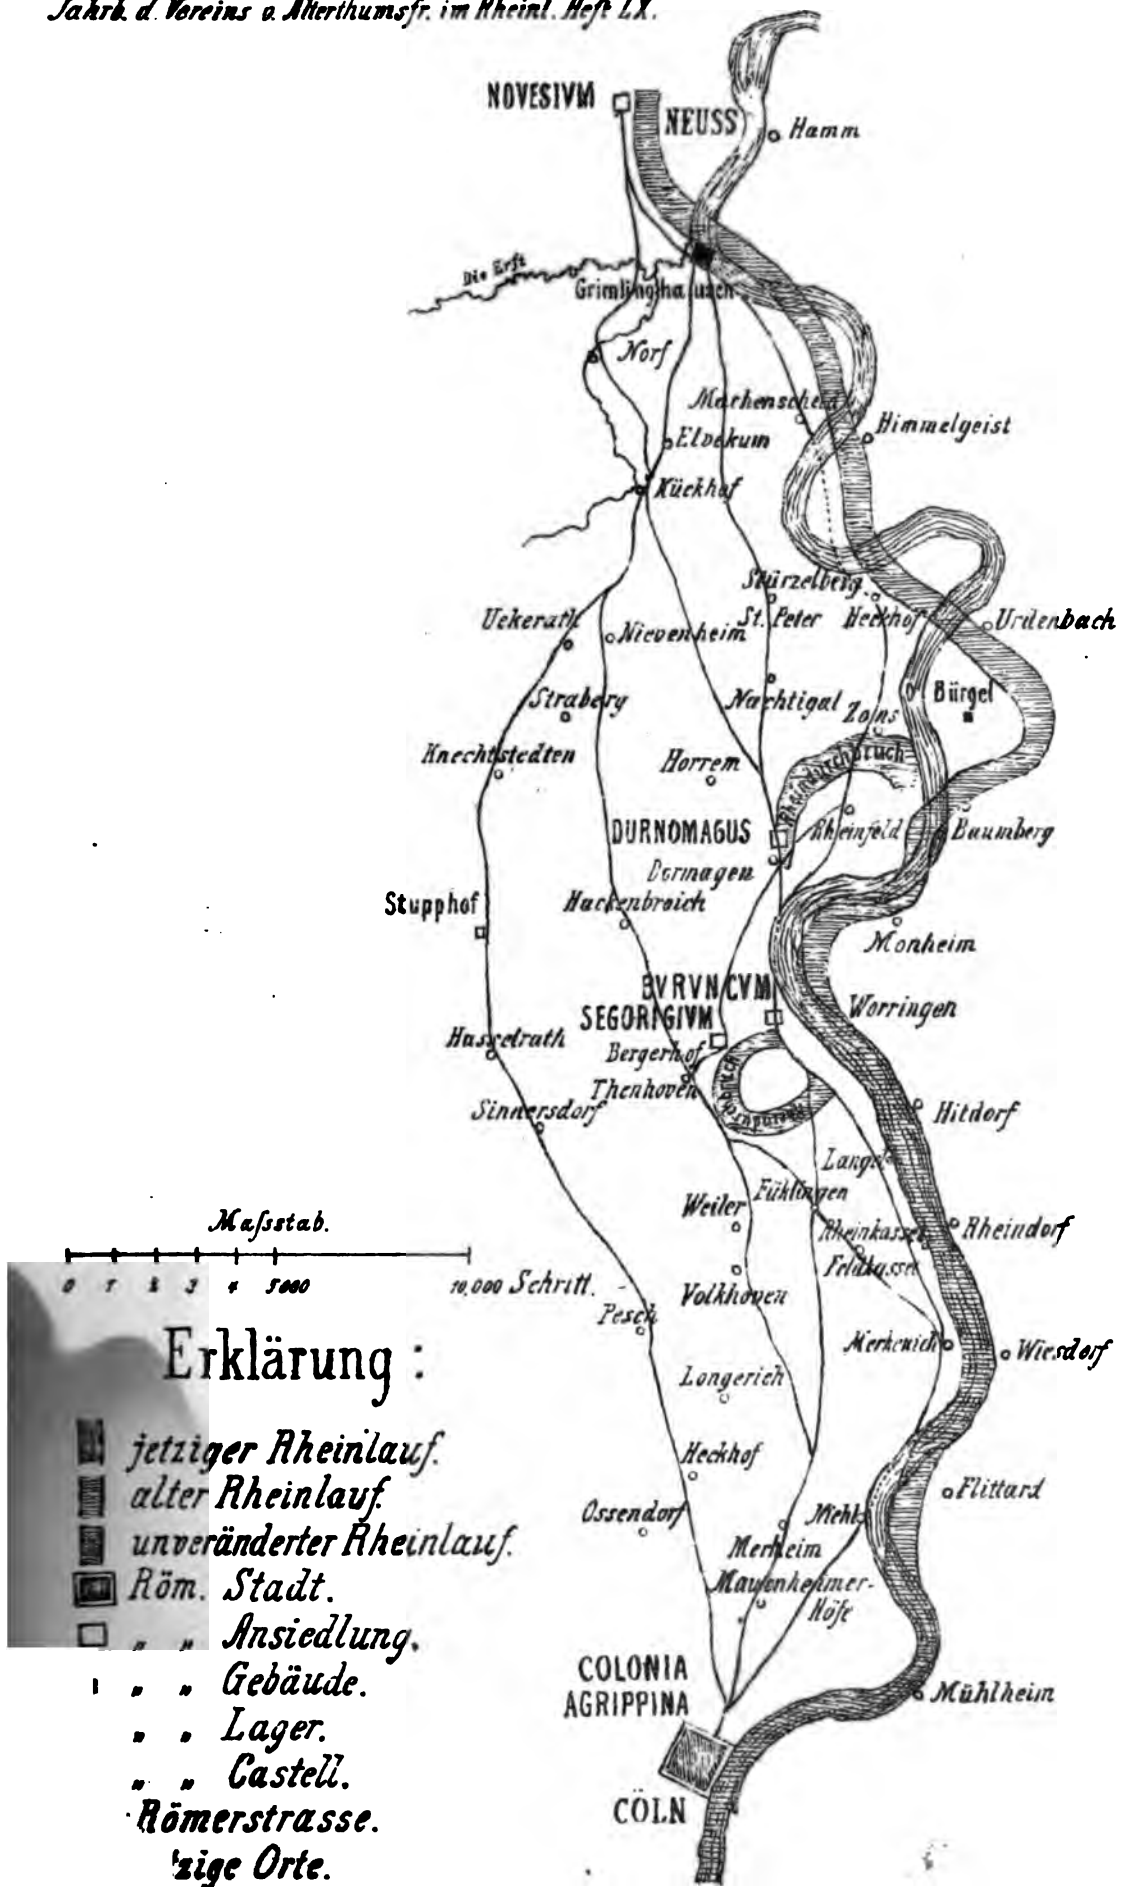 Jahrb. d. Vereins v. Alterthumsfr. im Rheinl. Heft LX.
NOVESIVM
NEUSS
Hamm
Die Erft
Grimlinghausen
Norf
Machenscheid
Himmelgeist
Elvekum
Kückhof
Stürzelberg
Uekerath
Nievenheim
St. Peter
Heckhof
Urdenbach
Straberg
Nachtigal
Zons
Bürgel
Knechtstedten
Horrem
Rheindurchbruch
DURNOMAGUS
Rheinfeld
Baumberg
Dormagen
Stupphof
Hackenbroich
Monheim
BVRVNCVM
Worringen
SEGORIGIVM
Hasselrath
Bergerhof
Thenhoven
Rheindurchbruch
Sinnersdorf
Hitdorf
Langel
Fühlingen
Weiler
Rheinkassel
Rheindorf
Feldkassel
Maſsstab.
0 1 2 3 4 5000 10,000 Schritt.
Volkhoven
Pesch
Merkenich
Wiesdorf
Erklärung :
Longerich
jetziger Rheinlauf.
Heckhof
alter Rheinlauf.
Flittard
Ossendorf
Miehl
unveränderter Rheinlauf.
Merheim
Röm. Stadt.
Mauenheimer-
Höfe
" " Ansiedlung.
COLONIA
AGRIPPINA
" " Gebäude.
Mühlheim
" " Lager.
" " Castell.
CÖLN
Römerstrasse.
zige Orte.